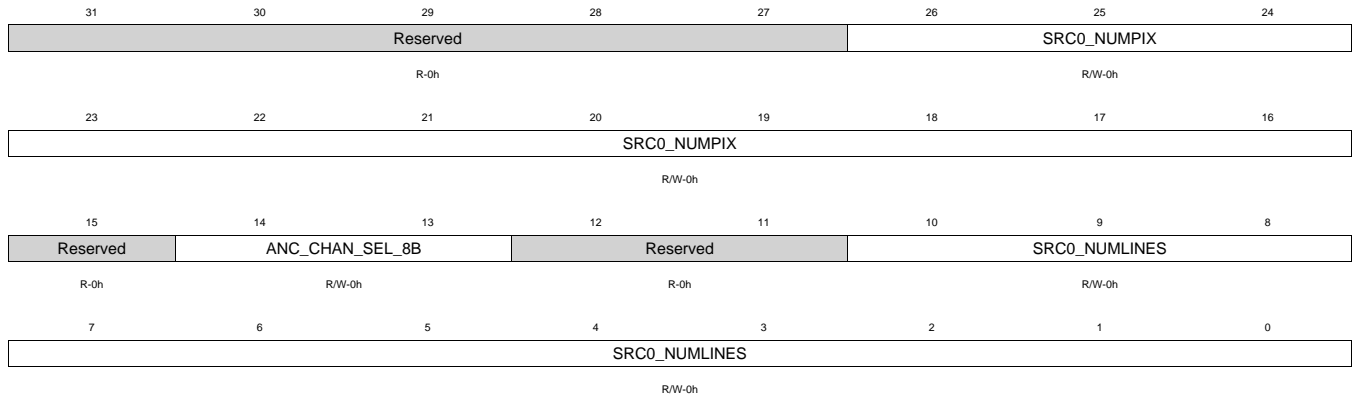 31 30 29 28 27 26 25 24
Reserved SRC0_NUMPIX
R-0h R/W-0h
23 22 21 20 19 18 17 16
SRC0_NUMPIX
R/W-0h
15 14 13 12 11 10 9 8
Reserved ANC_CHAN_SEL_8B Reserved SRC0_NUMLINES
R-0h R/W-0h R-0h R/W-0h
7 6 5 4 3 2 1 0
SRC0_NUMLINES
R/W-0h